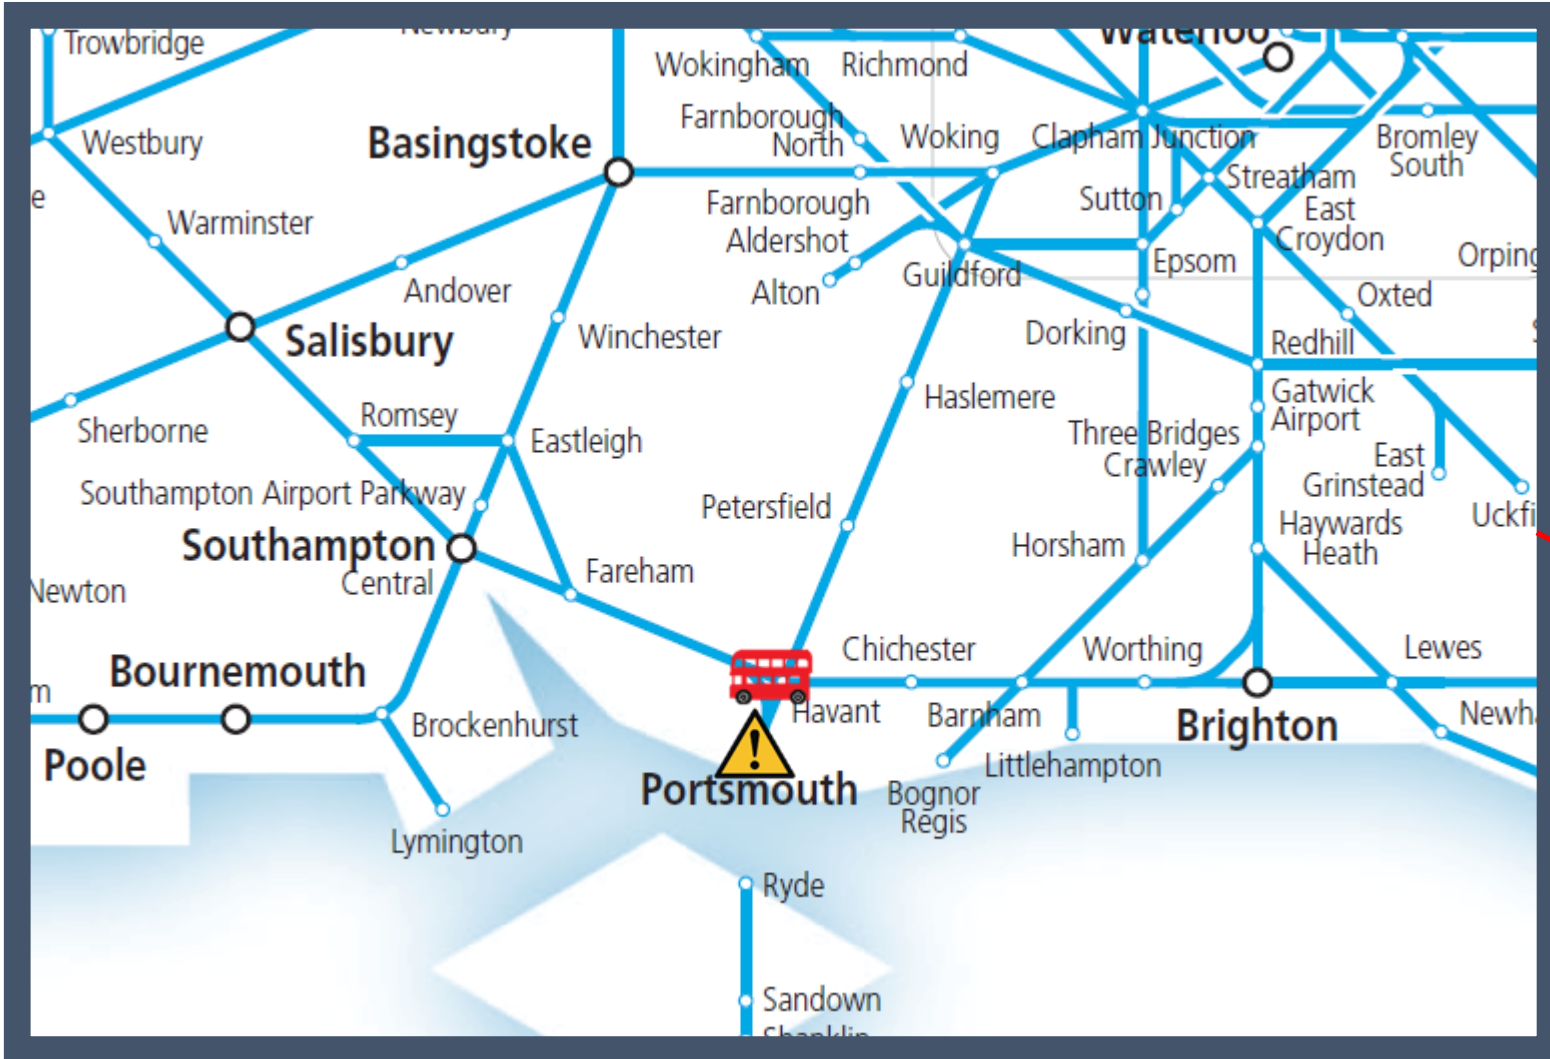 Trowbridge
Newbury
Waterloo
Wokingham
Richmond
Westbury
Basingstoke
Farnborough
North
Woking
Clapham Junction
Bromley
South
e
Warminster
Farnborough
Aldershot
Sutton
Streatham
East
Croydon
Andover
Alton
Guildford
Epsom
Orping
Oxted
Salisbury
Winchester
Dorking
Redhill
S
Sherborne
Romsey
Eastleigh
Haslemere
Gatwick
Airport
Three Bridges
Crawley
East
Grinstead
Southampton Airport Parkway
Petersfield
Uckfi
Southampton
Central
Fareham
Horsham
Haywards
Heath
Newton
m
Bournemouth
Chichester
Worthing
Lewes
Poole
Brockenhurst
Havant
Barnham
Brighton
Newh
Portsmouth
Littlehampton
Bognor
Regis
Lymington
Ryde
Sandown
Shanklin